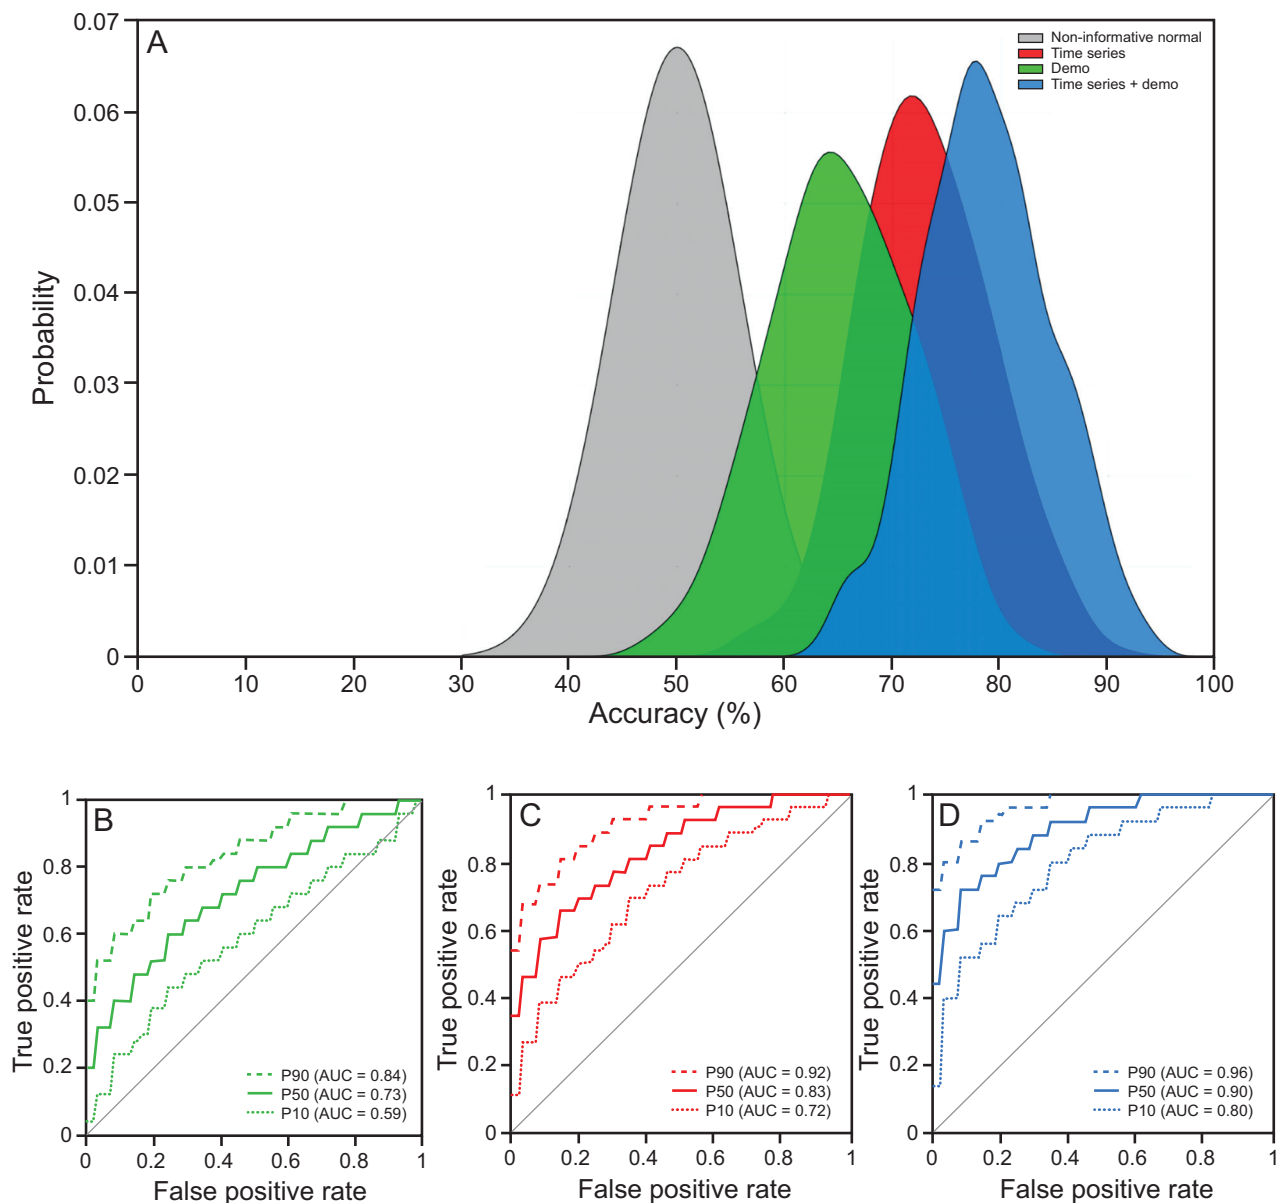 A
Non-informative normal
Time series
Demo
Time series + demo
0.07
0.06
0.05
0.04
0.03
0.02
0.01
0
Probability
0 10 20 30 40 50 60 70 80 90 100
Accuracy (%)
B
1
0.8
0.6
0.4
0.2
0
True positive rate
P90 (AUC = 0.84)
P50 (AUC = 0.73)
P10 (AUC = 0.59)
0 0.2 0.4 0.6 0.8 1
False positive rate
C
1
0.8
0.6
0.4
0.2
0
True positive rate
P90 (AUC = 0.92)
P50 (AUC = 0.83)
P10 (AUC = 0.72)
0 0.2 0.4 0.6 0.8 1
False positive rate
D
1
0.8
0.6
0.4
0.2
0
True positive rate
P90 (AUC = 0.96)
P50 (AUC = 0.90)
P10 (AUC = 0.80)
0 0.2 0.4 0.6 0.8 1
False positive rate